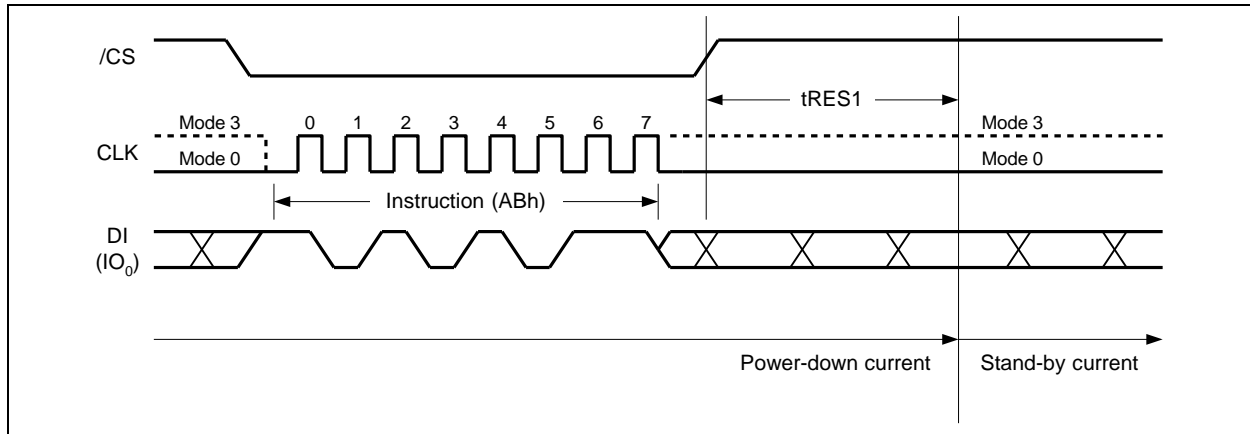 /CS
tRES1
Mode 3 0 1 2 3 4 5 6 7 Mode 3
CLK
Mode 0 Mode 0
Instruction (ABh)
DI
(IO0)
Power-down current Stand-by current